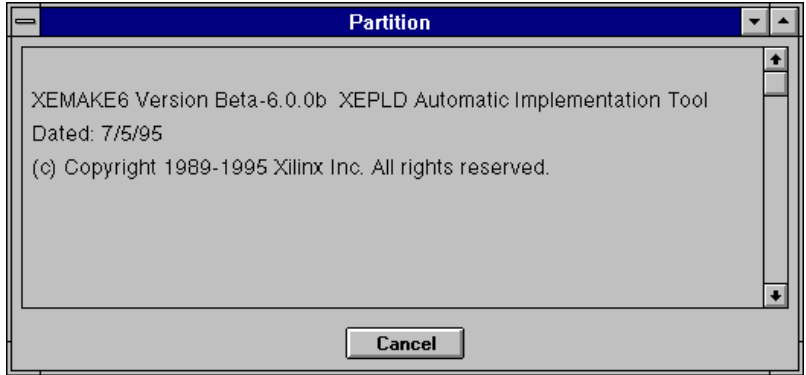 Partition
XEMAKE6 Version Beta-6.0.0b  XEPLD Automatic Implementation Tool
Dated: 7/5/95
(c) Copyright 1989-1995 Xilinx Inc. All rights reserved.
Cancel